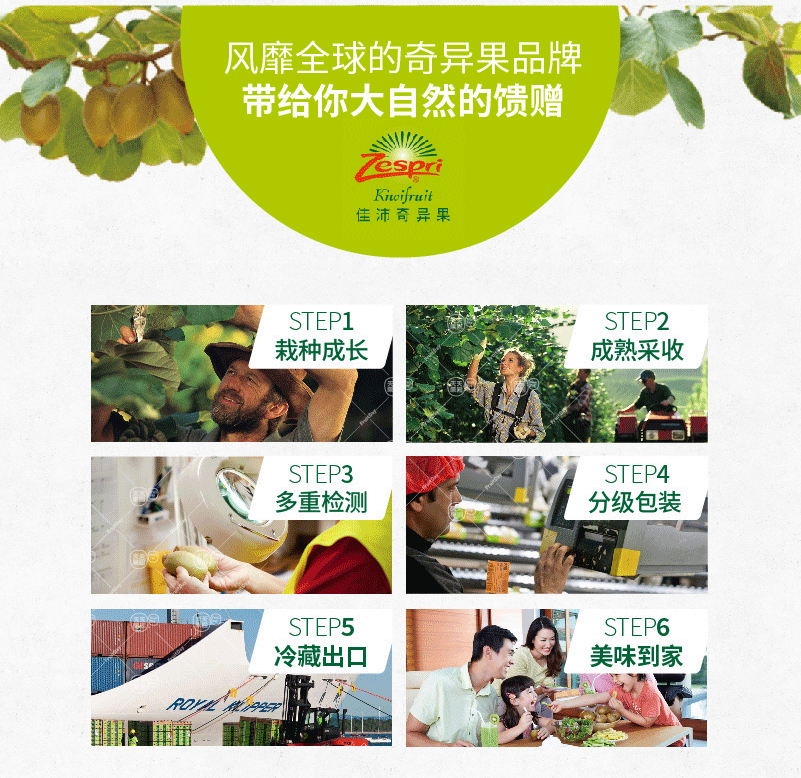 风靡全球的奇异果品牌
带给你大自然的馈赠
Zespri
®
Kiwifruit
佳沛奇异果
STEP1
栽种成长
STEP2
成熟采收
STEP3
多重检测
STEP4
分级包装
STEP5
冷藏出口
ROYAL KLIPPER
STEP6
美味到家